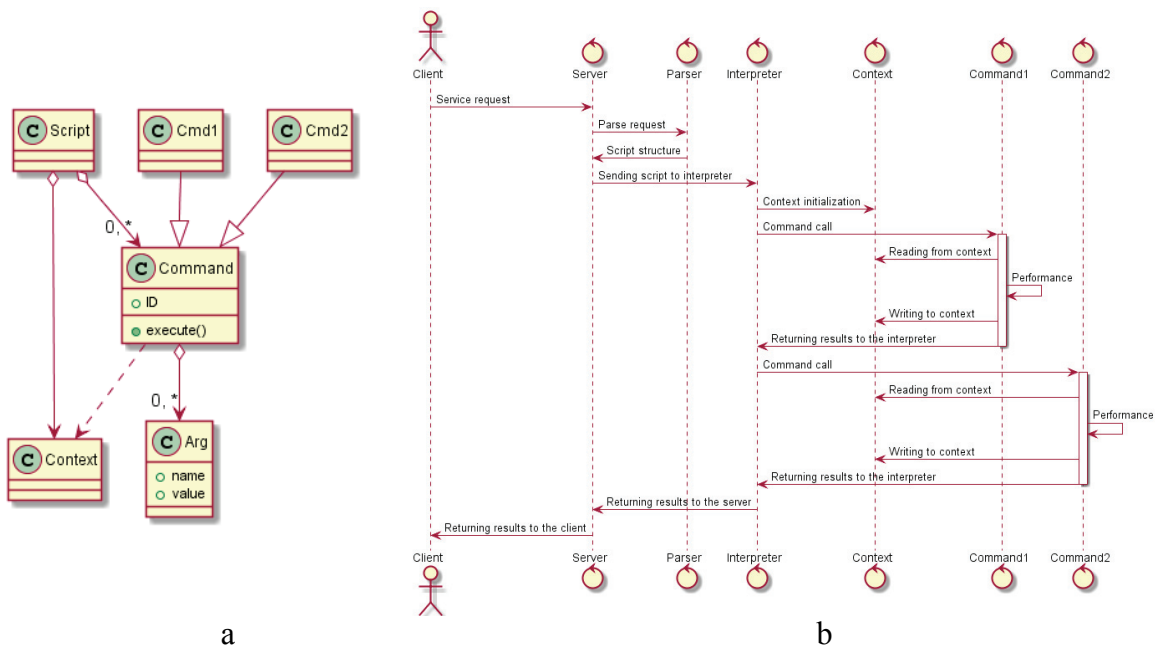 C Script
C Cmd1
C Cmd2
0, *
C Command
ID
execute()
0, *
C Context
C Arg
name
value
a
Client
Server
Parser
Interpreter
Context
Command1
Command2
Service request
Parse request
Script structure
Sending script to interpreter
Context initialization
Command call
Reading from context
Performance
Writing to context
Returning results to the interpreter
Command call
Reading from context
Performance
Writing to context
Returning results to the interpreter
Returning results to the server
Returning results to the client
Client
Server
Parser
Interpreter
Context
Command1
Command2
b